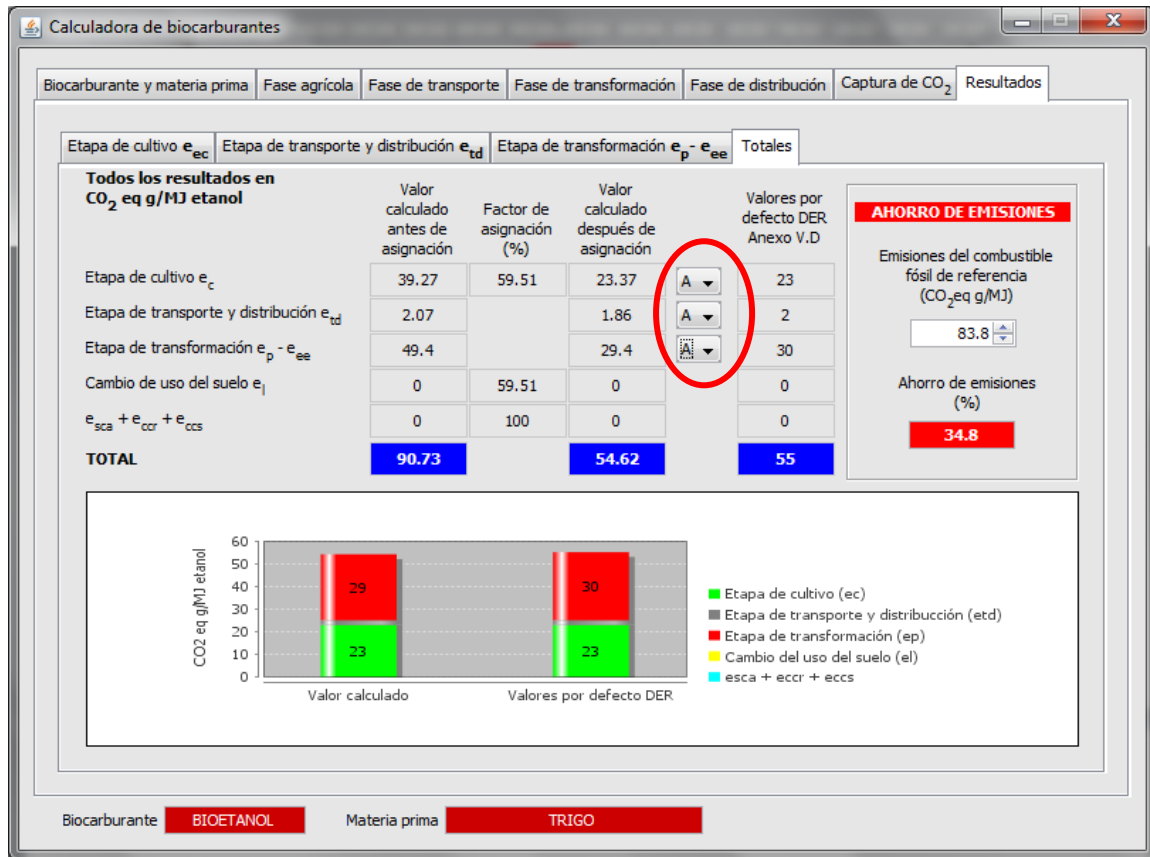 Calculadora de biocarburantes
Biocarburante y materia prima Fase agrícola Fase de transporte Fase de transformación Fase de distribución Captura de CO2 Resultados
Etapa de cultivo eec Etapa de transporte y distribución etd Etapa de transformación ep- eee Totales
Todos los resultados en
CO2 eq g/MJ etanol
Valor
calculado
antes de
asignación
Factor de
asignación
(%)
Valor
calculado
después de
asignación
Valores por
defecto DER
Anexo V.D
Etapa de cultivo ec 39.27 59.51 23.37 A 23
Etapa de transporte y distribución etd 2.07 1.86 A 2
Etapa de transformación ep - eee 49.4 29.4 A 30
Cambio de uso del suelo el 0 59.51 0 0
esca + eccr + eccs 0 100 0 0
TOTAL 90.73 54.62 55
AHORRO DE EMISIONES
Emisiones del combustible
fósil de referencia
(CO2eq g/MJ)
83.8
Ahorro de emisiones
(%)
34.8
CO2 eq g/MJ etanol
60
50
40
30
20
10
0
29
23
30
23
Valor calculado
Valores por defecto DER
Etapa de cultivo (ec)
Etapa de transporte y distribucción (etd)
Etapa de transformación (ep)
Cambio del uso del suelo (el)
esca + eccr + eccs
Biocarburante BIOETANOL Materia prima TRIGO